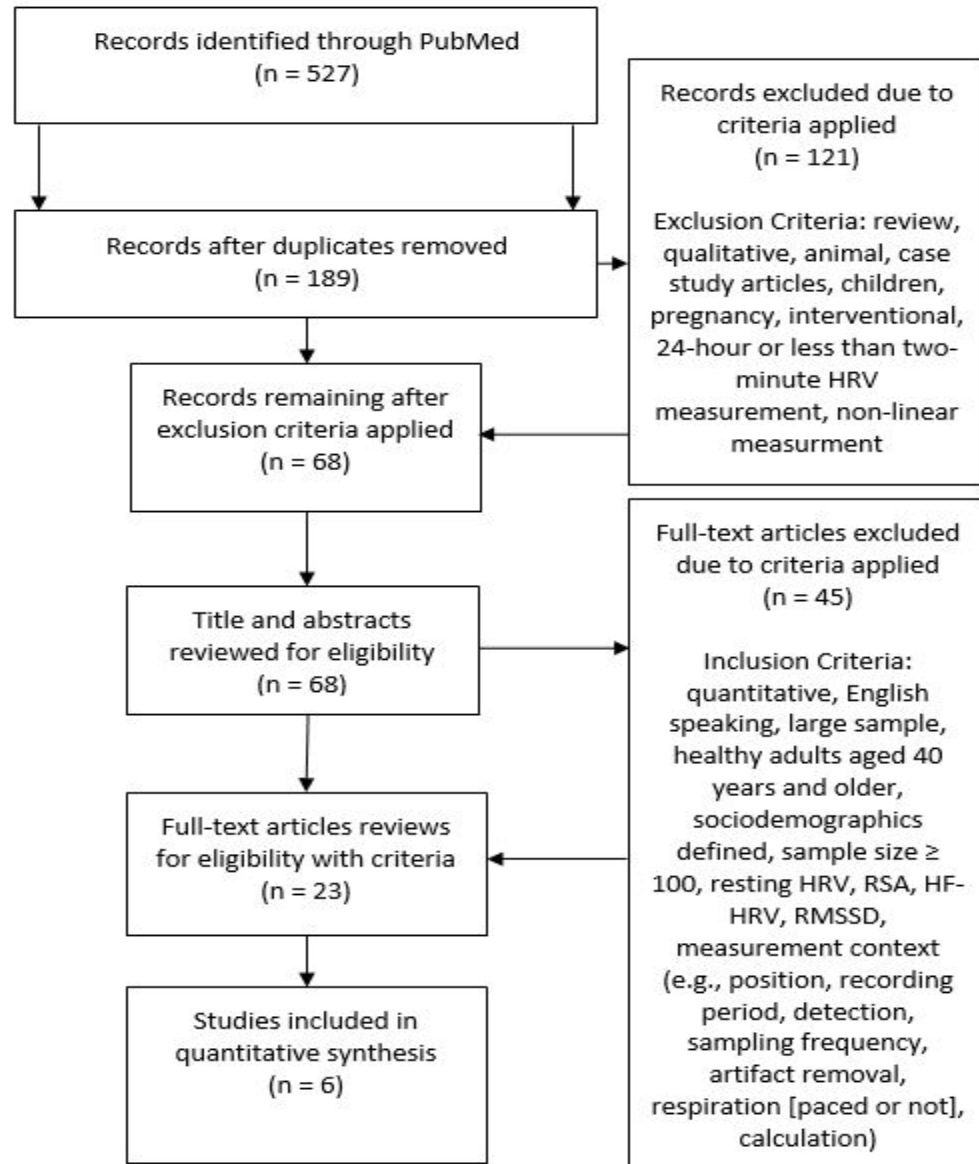 Records identified through PubMed
(n = 527)
Records after duplicates removed
(n = 189)
Records excluded due to
criteria applied
(n = 121)
Exclusion Criteria: review,
qualitative, animal, case
study articles, children,
pregnancy, interventional,
24-hour or less than two-
minute HRV
measurement, non-linear
measurment
Records remaining after
exclusion criteria applied
(n = 68)
Title and abstracts
reviewed for eligibility
(n = 68)
Full-text articles excluded
due to criteria applied
(n = 45)
Inclusion Criteria:
quantitative, English
speaking, large sample,
healthy adults aged 40
years and older,
sociodemographics
defined, sample size ≥
100, resting HRV, RSA, HF-
HRV, RMSSD,
measurement context
(e.g., position, recording
period, detection,
sampling frequency,
artifact removal,
respiration [paced or not],
calculation)
Full-text articles reviews
for eligibility with criteria
(n = 23)
Studies included in
quantitative synthesis
(n = 6)